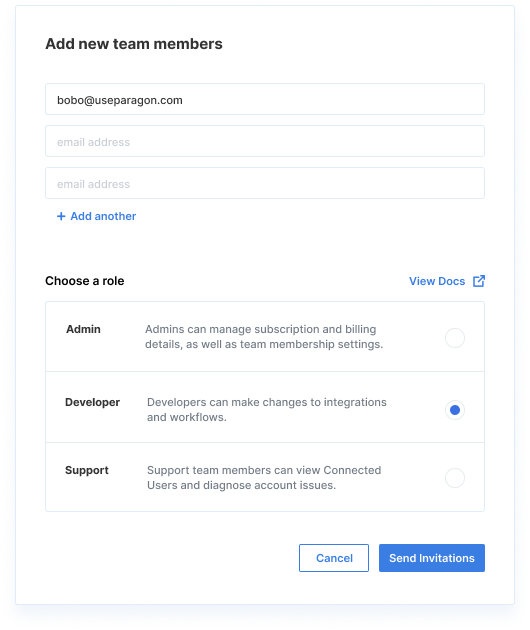 Add new team members
bobo@useparagon.com
email address
email address
+ Add another
Choose a role
View Docs
Admin
Admins can manage subscription and billing
details, as well as team membership settings.
Developer
Developers can make changes to integrations
and workflows.
Support
Support team members can view Connected
Users and diagnose account issues.
Cancel
Send Invitations